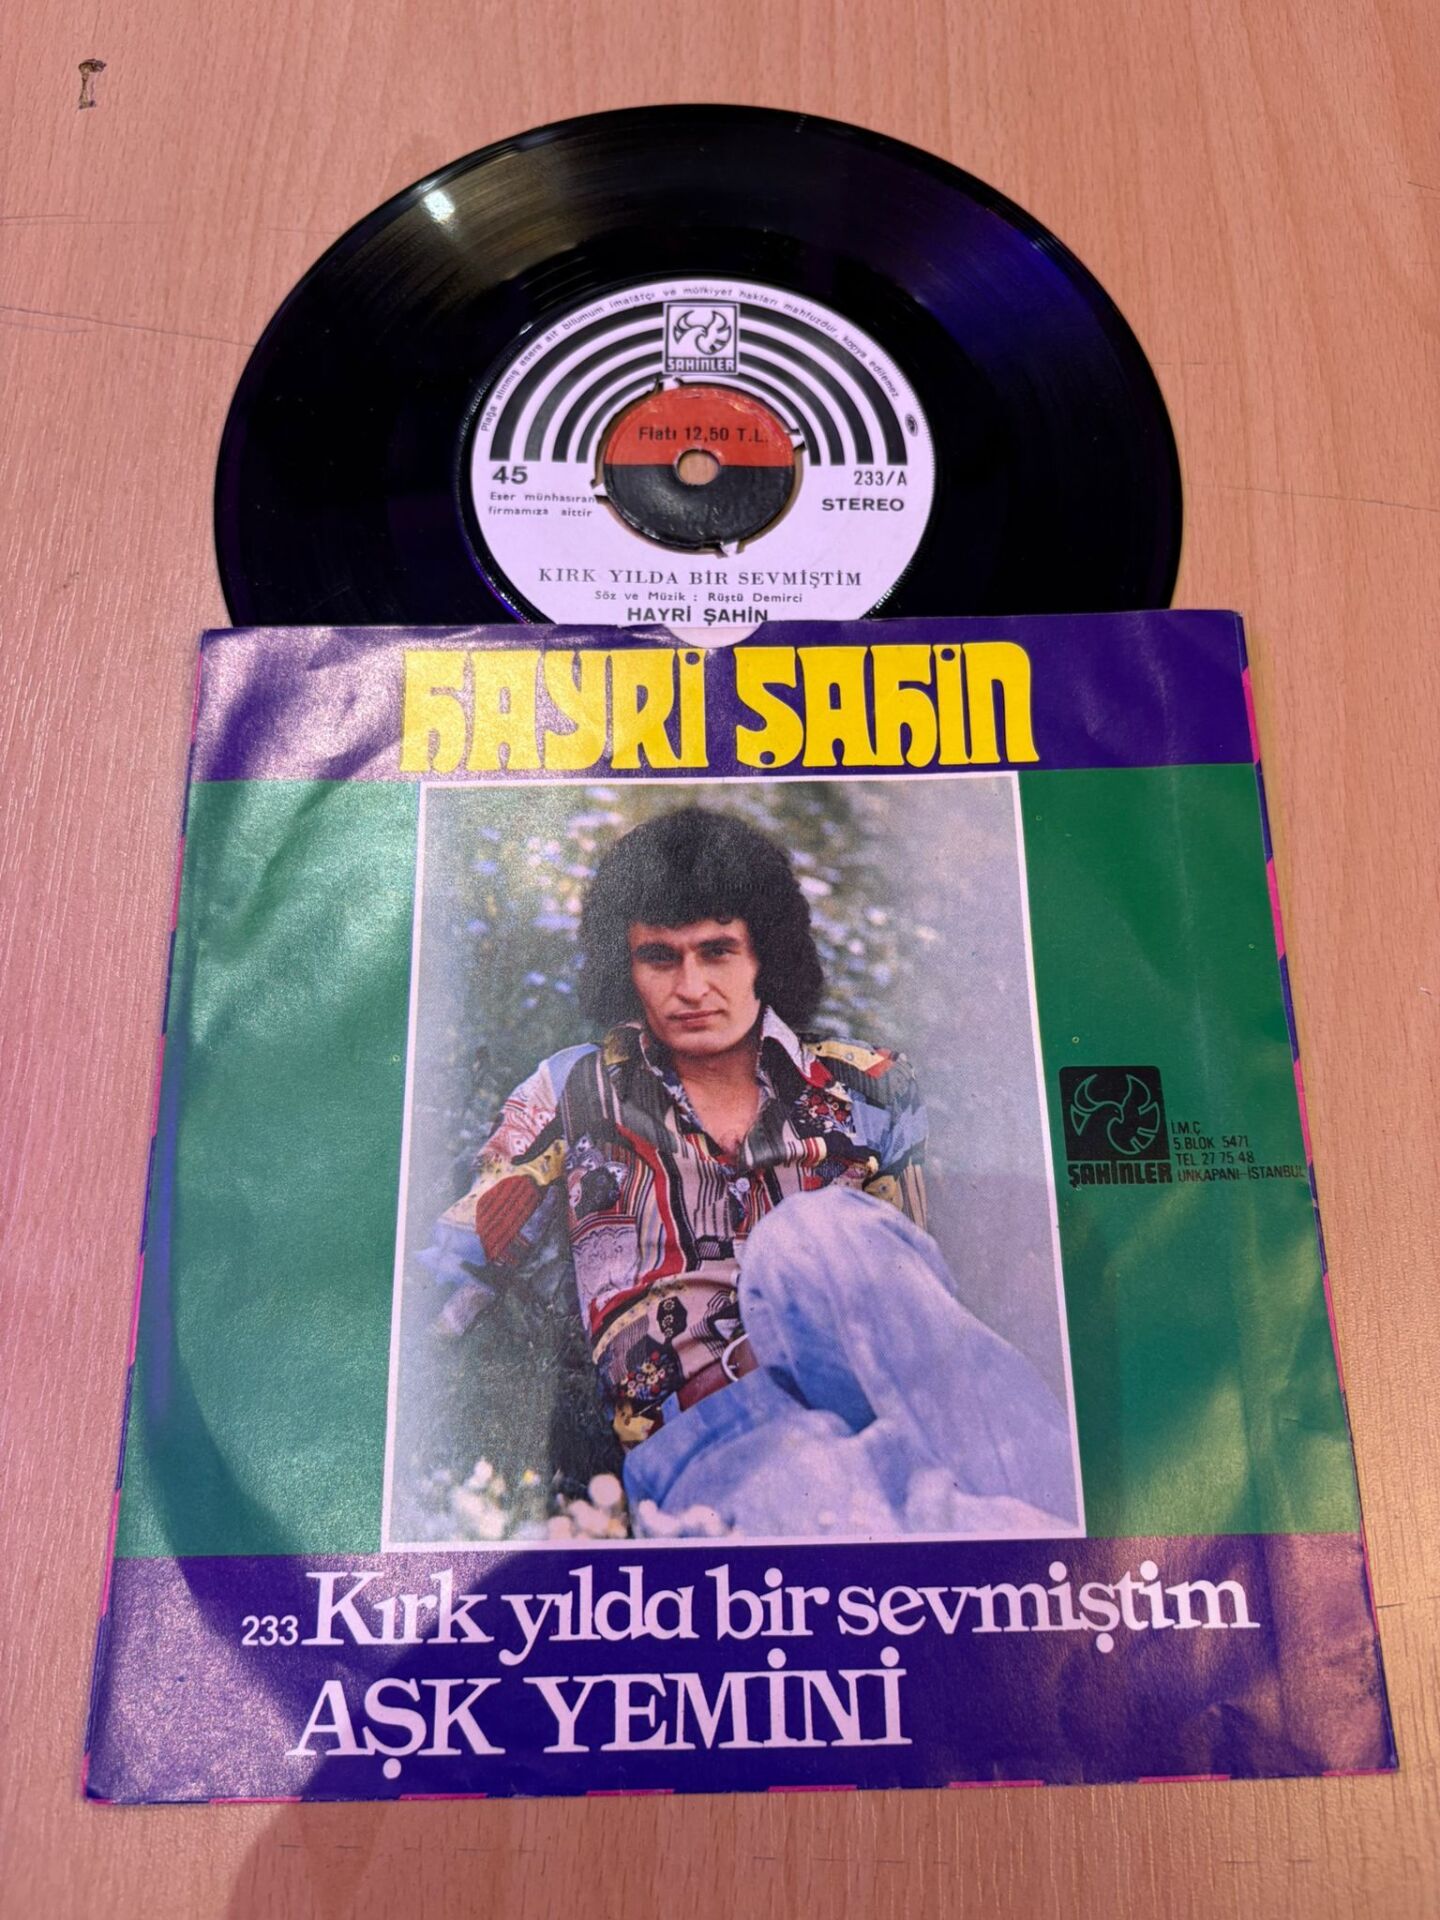 Plağa alınmış esere ait bilumum imalâtçı ve mülkiyet hakları mahfuzdur, kopya edilemez
ŞAHİNLER
Fiatı 12,50 T.L.
45
233/A
Eser münhasıran
firmamıza aittir
STEREO
KIRK YILDA BİR SEVMİŞTİM
Söz ve Müzik : Rüştü Demirci
HAYRİ ŞAHİN
HAYRİ ŞAHİN
İ.M.Ç.
5.BLOK 5471
TEL 27 75 48
ŞAHİNLER UNKAPANI-İSTANBUL
233 Kırk yılda bir sevmiştim
AŞK YEMİNİ